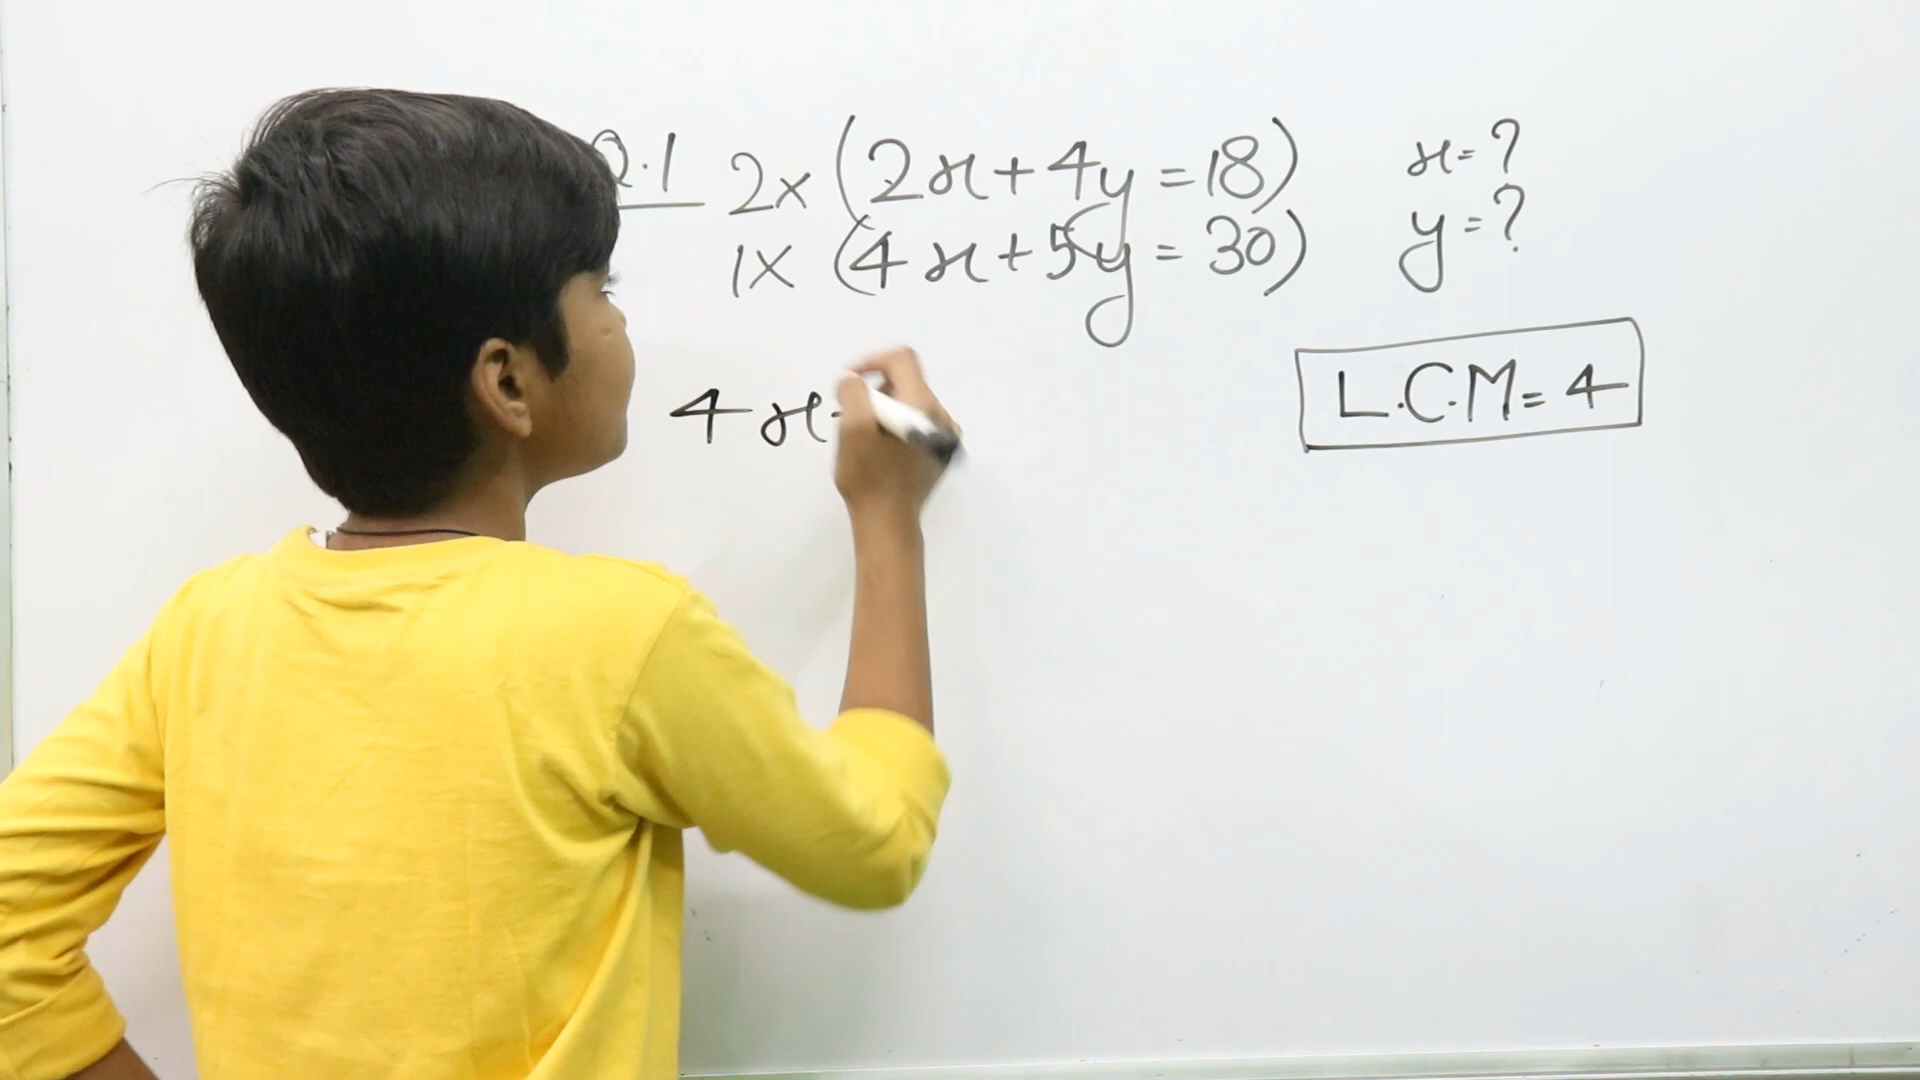 Q.1 2x (2x+4y=18) x=?
1x (4x+5y=30) y=?
L.C.M=4
4x